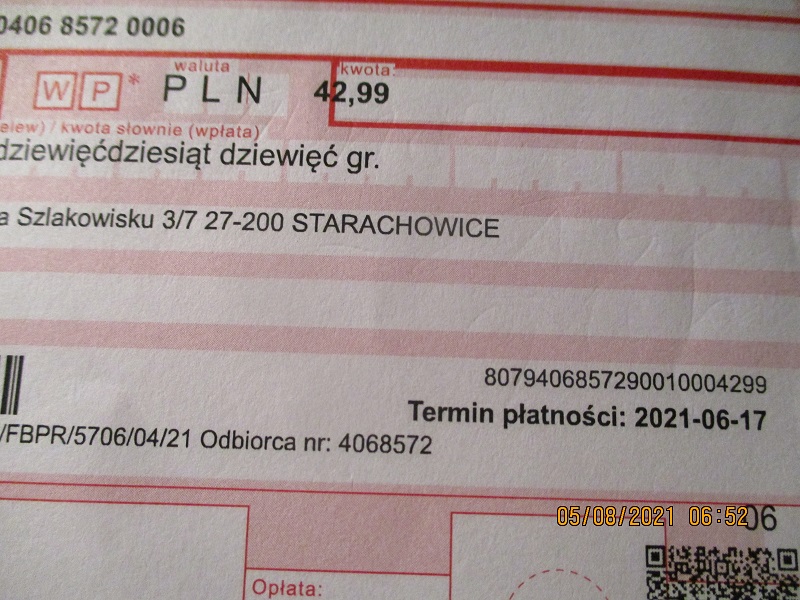 0406 8572 0006
waluta
kwota:
W P * PLN 42,99
/ kwota słownie (wpłata)
dziewięćdziesiąt dziewięć gr.
a Szlakowisku 3/7 27-200 STARACHOWICE
8079406857290010004299
Termin płatności: 2021-06-17
/FBPR/5706/04/21 Odbiorca nr: 4068572
05/08/2021 06:52
06
Opłata: